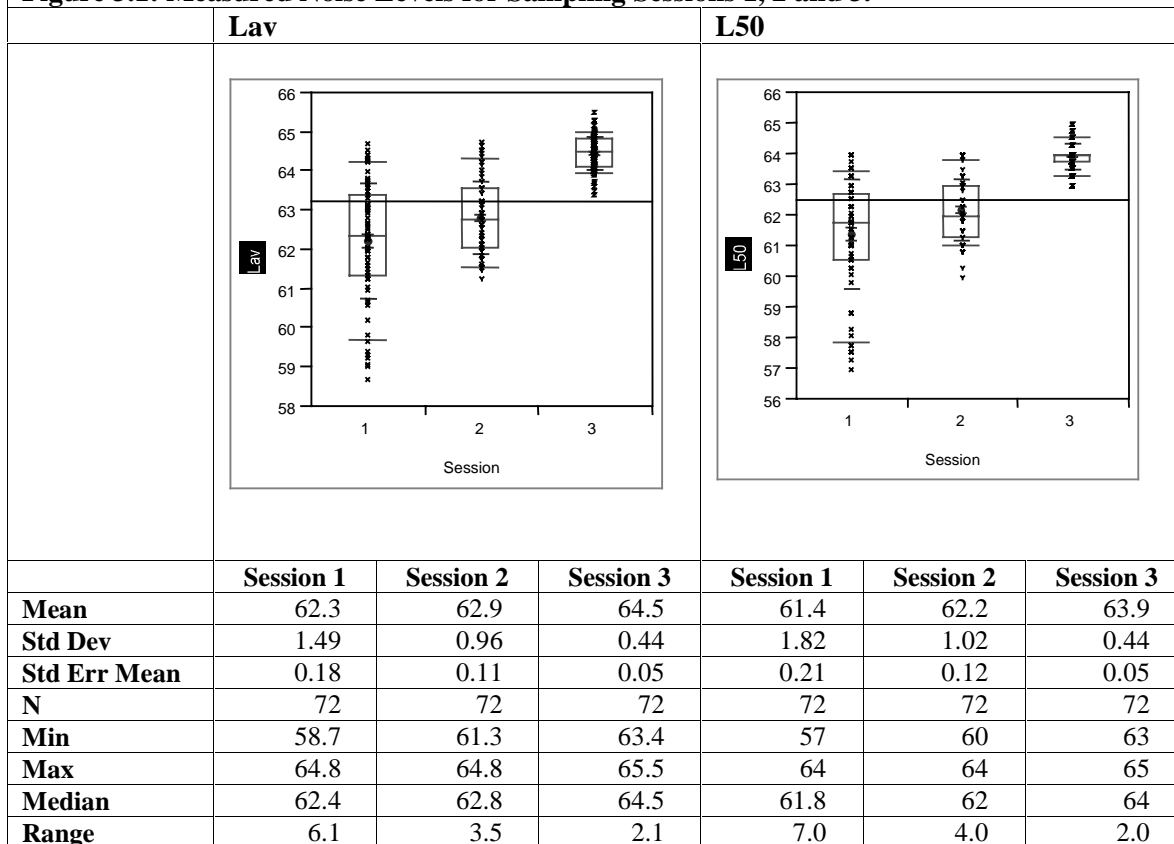 Figure 3.2. Measured Noise Levels for Sampling Sessions 1, 2 and 3.
Lav L50
66
65
64
63
62
61
60
59
58
Lav
1 2 3
Session
66
65
64
63
62
61
60
59
58
57
56
L50
1 2 3
Session
Session 1 Session 2 Session 3 Session 1 Session 2 Session 3
Mean 62.3 62.9 64.5 61.4 62.2 63.9
Std Dev 1.49 0.96 0.44 1.82 1.02 0.44
Std Err Mean 0.18 0.11 0.05 0.21 0.12 0.05
N 72 72 72 72 72 72
Min 58.7 61.3 63.4 57 60 63
Max 64.8 64.8 65.5 64 64 65
Median 62.4 62.8 64.5 61.8 62 64
Range 6.1 3.5 2.1 7.0 4.0 2.0